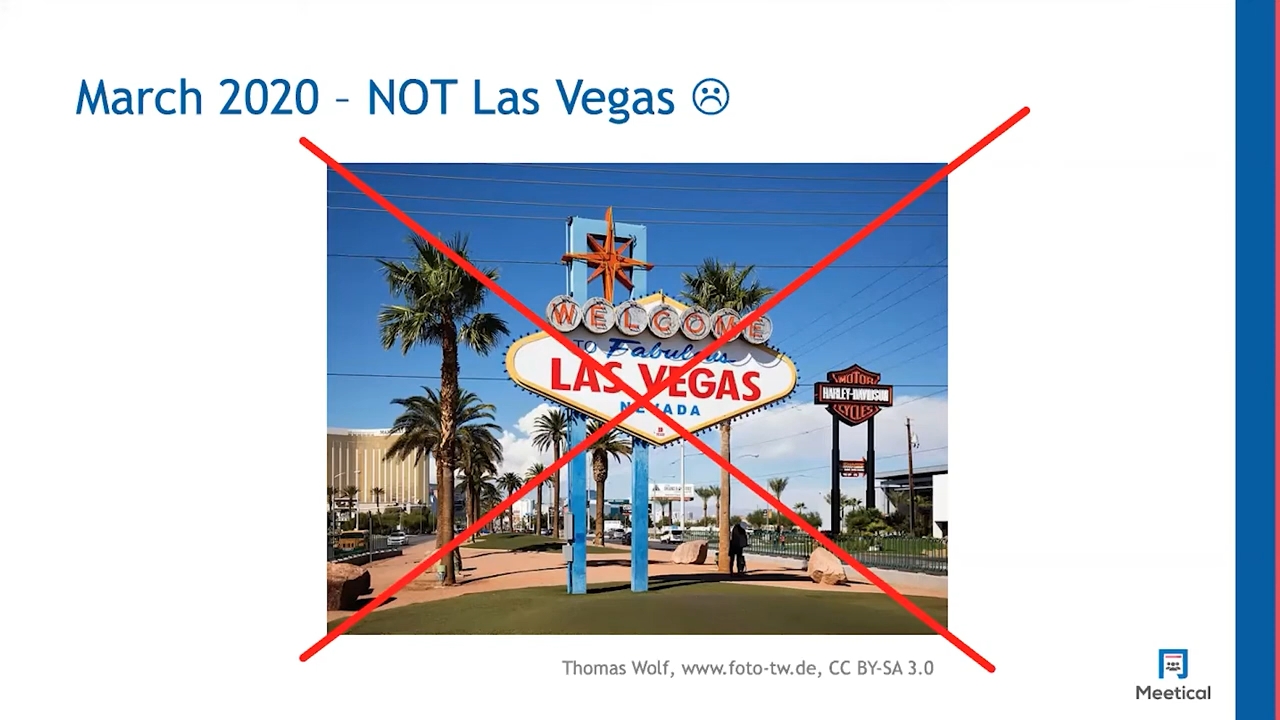 March 2020 – NOT Las Vegas ☹
WELCOME
TO Fabulous
LAS VEGAS
NEVADA
MOTOR
HARLEY-DAVIDSON
CYCLES
Thomas Wolf, www.foto-tw.de, CC BY-SA 3.0
Meetical